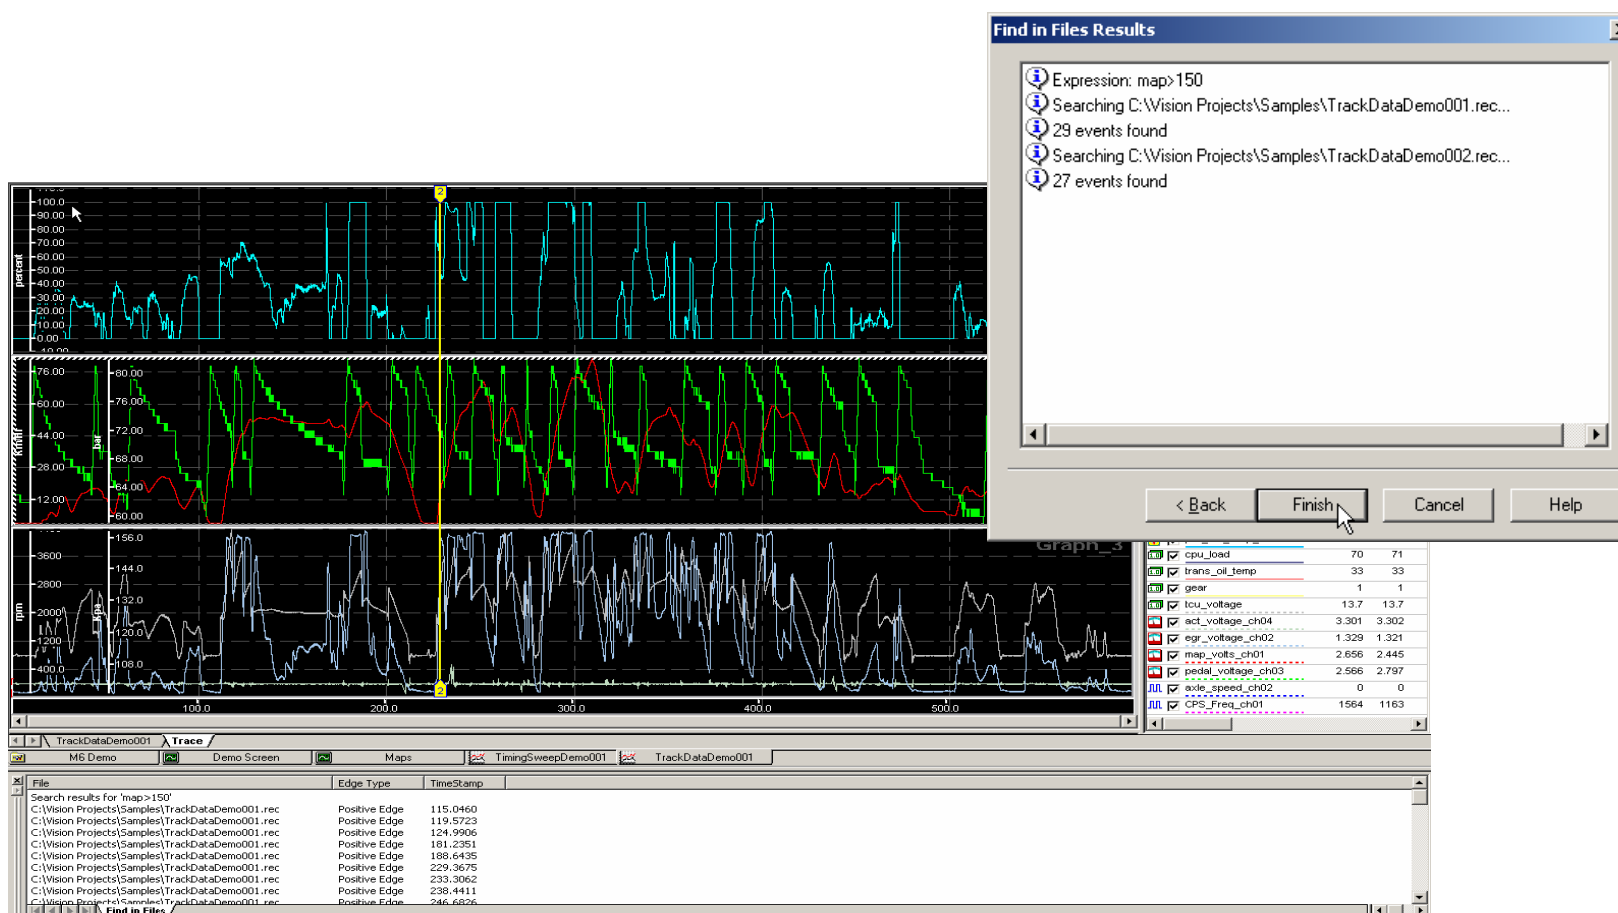 Find in Files Results
Expression: map>150
Searching C:\Vision Projects\Samples\TrackDataDemo001.rec...
29 events found
Searching C:\Vision Projects\Samples\TrackDataDemo002.rec...
27 events found
< Back Finish Cancel Help
percent
100.0
90.00
80.00
70.00
60.00
50.00
40.00
30.00
20.00
10.00
0.00
2
76.00
60.00
44.00
28.00
12.00
bar
80.00
76.00
72.00
68.00
64.00
60.00
Graph_3
rpm
3600
2800
2000
1200
400.0
156.0
144.0
132.0
120.0
108.0
2
100.0 200.0 300.0 400.0 500.0
cpu_load 70 71
trans_oil_temp 33 33
gear 1 1
tcu_voltage 13.7 13.7
act_voltage_ch04 3.301 3.302
egr_voltage_ch02 1.329 1.321
map_volts_ch01 2.656 2.445
pedal_voltage_ch03 2.566 2.797
axle_speed_ch02 0 0
CPS_Freq_ch01 1564 1163
TrackDataDemo001 Trace
M6 Demo Demo Screen Maps TimingSweepDemo001 TrackDataDemo001
File Edge Type TimeStamp
Search results for 'map>150'
C:\Vision Projects\Samples\TrackDataDemo001.rec Positive Edge 115.0460
C:\Vision Projects\Samples\TrackDataDemo001.rec Positive Edge 119.5723
C:\Vision Projects\Samples\TrackDataDemo001.rec Positive Edge 124.9906
C:\Vision Projects\Samples\TrackDataDemo001.rec Positive Edge 181.2351
C:\Vision Projects\Samples\TrackDataDemo001.rec Positive Edge 188.6435
C:\Vision Projects\Samples\TrackDataDemo001.rec Positive Edge 229.3675
C:\Vision Projects\Samples\TrackDataDemo001.rec Positive Edge 233.3062
C:\Vision Projects\Samples\TrackDataDemo001.rec Positive Edge 238.4411
C:\Vision Projects\Samples\TrackDataDemo001.rec Positive Edge 246.6826
Find in Files